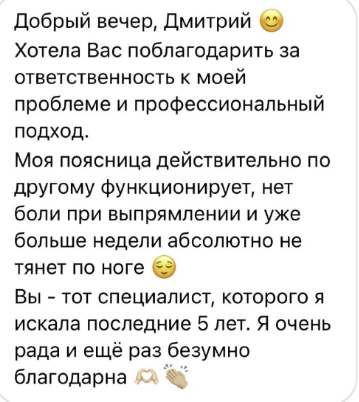 Добрый вечер, Дмитрий 😊
Хотела Вас поблагодарить за
ответственность к моей
проблеме и профессиональный
подход.
Моя поясница действительно по
другому функционирует, нет
боли при выпрямлении и уже
больше недели абсолютно не
тянет по ноге 😌
Вы - тот специалист, которого я
искала последние 5 лет. Я очень
рада и ещё раз безумно
благодарна 🫶🏼 👏🏼